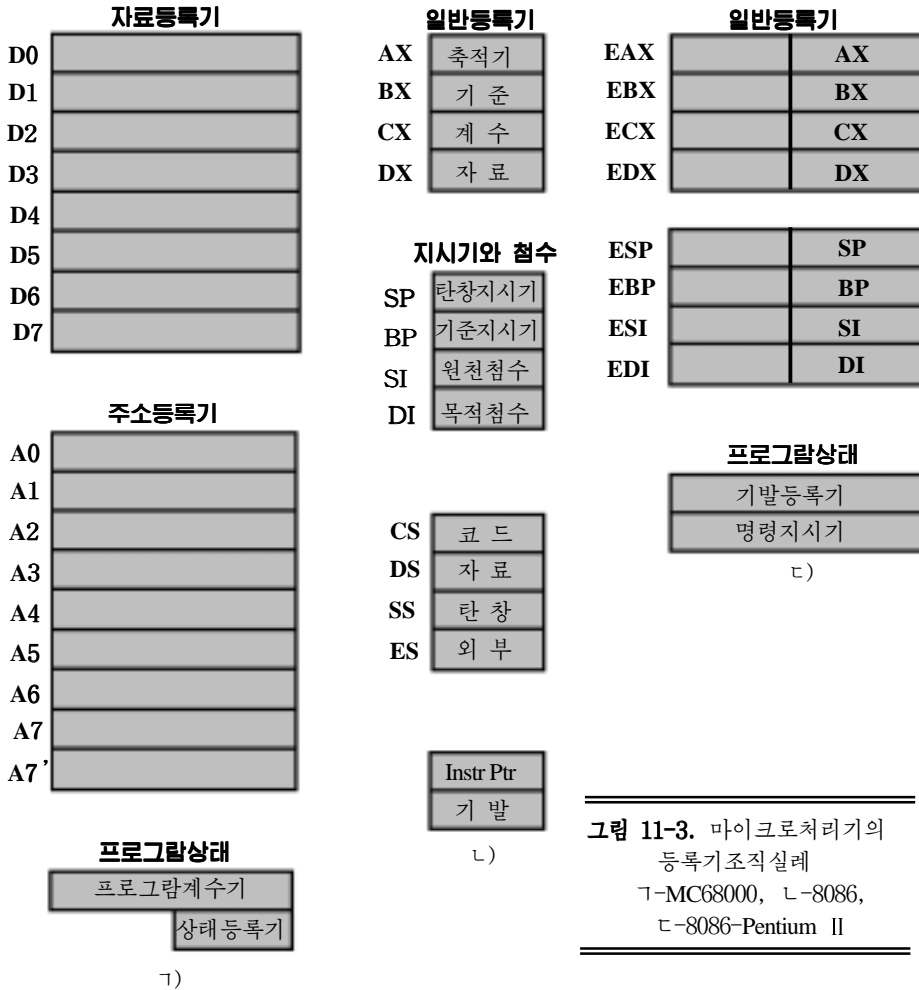 자료등록기
D0
D1
D2
D3
D4
D5
D6
D7
주소등록기
A0
A1
A2
A3
A4
A5
A6
A7
A7'
프로그람상태
프로그람계수기
상태등록기
ㄱ)
일반등록기
AX 축적기
BX 기 준
CX 계 수
DX 자 료
지시기와 첨수
SP 탄창지시기
BP 기준지시기
SI 원천첨수
DI 목적첨수
CS 코 드
DS 자 료
SS 탄 창
ES 외 부
Instr Ptr
기 발
ㄴ)
일반등록기
EAX AX
EBX BX
ECX CX
EDX DX
ESP SP
EBP BP
ESI SI
EDI DI
프로그람상태
기발등록기
명령지시기
ㄷ)
그림 11-3. 마이크로처리기의
등록기조직실례
ㄱ-MC68000, ㄴ-8086,
ㄷ-8086-Pentium Ⅱ